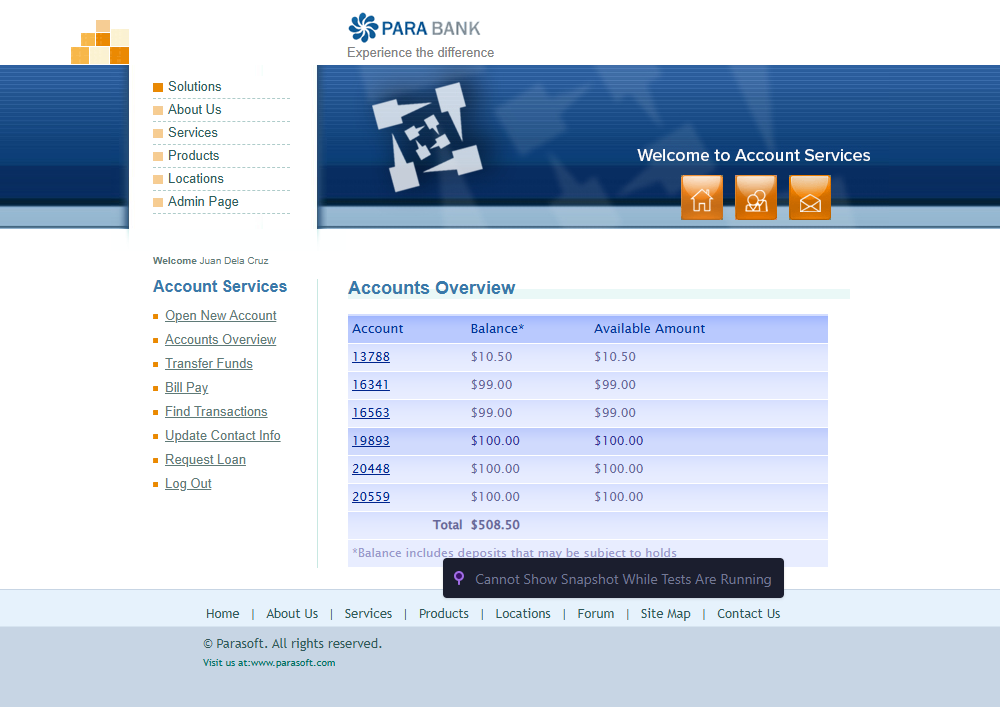 PARA BANK
Experience the difference
Solutions
About Us
Services
Products
Locations
Admin Page
Welcome to Account Services
Welcome Juan Dela Cruz
Account Services
Open New Account
Accounts Overview
Transfer Funds
Bill Pay
Find Transactions
Update Contact Info
Request Loan
Log Out
Accounts Overview
Account Balance* Available Amount
13788 $10.50 $10.50
16341 $99.00 $99.00
16563 $99.00 $99.00
19893 $100.00 $100.00
20448 $100.00 $100.00
20559 $100.00 $100.00
Total $508.50
*Balance includes deposits that may be subject to holds
Cannot Show Snapshot While Tests Are Running
Home | About Us | Services | Products | Locations | Forum | Site Map | Contact Us
© Parasoft. All rights reserved.
Visit us at:www.parasoft.com